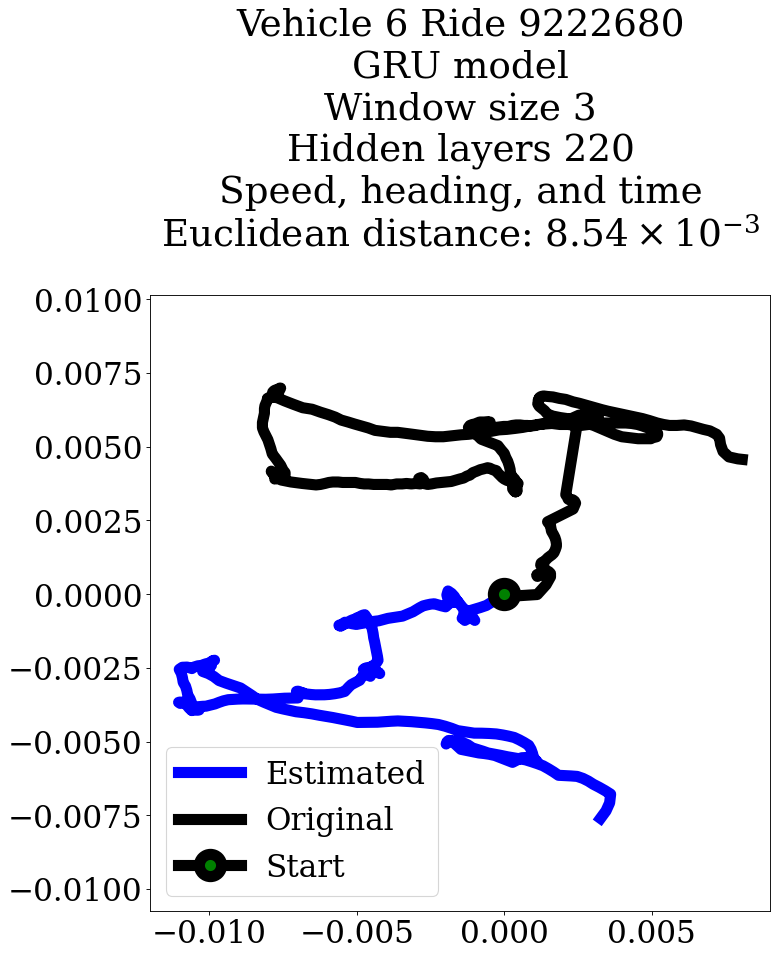 Vehicle 6 Ride 9222680
GRU model
Window size 3
Hidden layers 220
Speed, heading, and time
Euclidean distance: 8.54 × 10⁻³
0.0100
0.0075
0.0050
0.0025
0.0000
−0.0025
−0.0050
−0.0075
−0.0100
Estimated
Original
Start
−0.010 −0.005 0.000 0.005